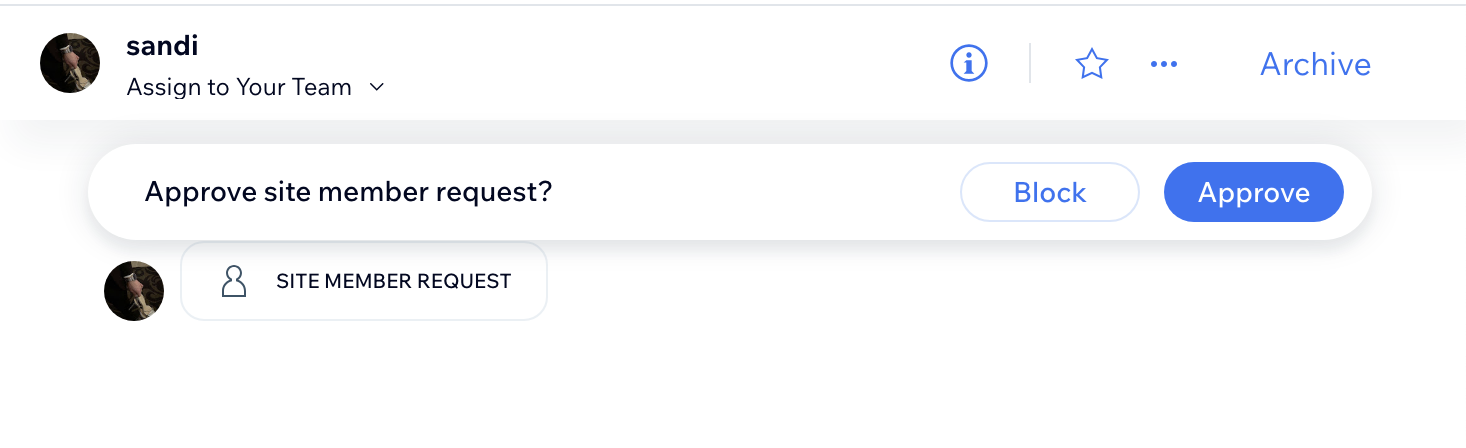 sandi
Assign to Your Team
Archive
Approve site member request?
Block
Approve
SITE MEMBER REQUEST